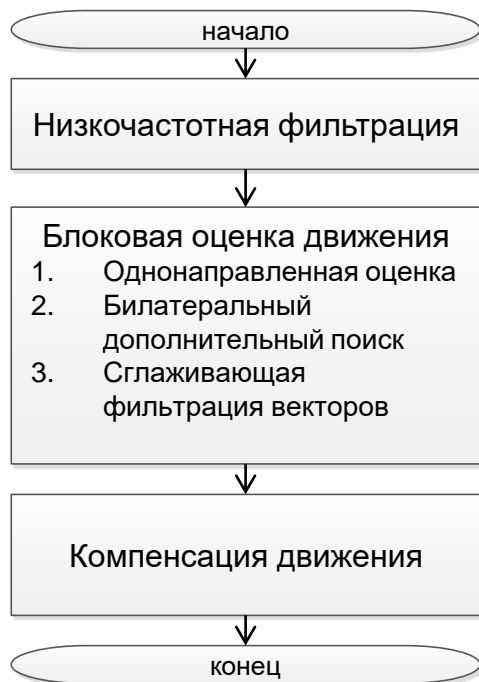 начало
Низкочастотная фильтрация
Блоковая оценка движения
1. Однонаправленная оценка
2. Билатеральный
дополнительный поиск
3. Сглаживающая
фильтрация векторов
Компенсация движения
конец